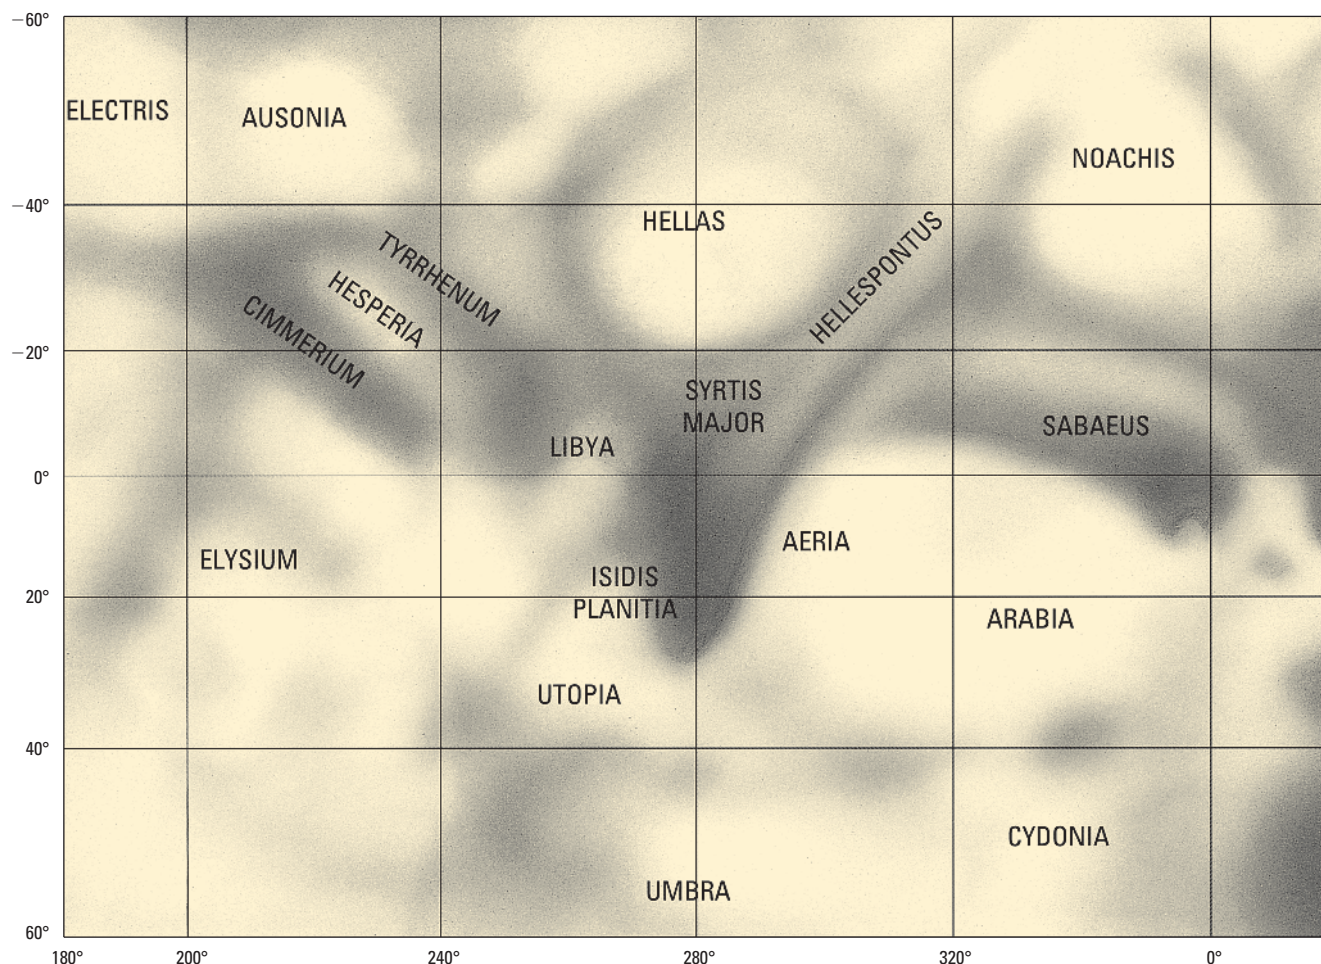 −60°
ELECTRIS
AUSONIA
NOACHIS
−40°
HELLAS
TYRRHENUM
HELLESPONTUS
HESPERIA
CIMMERIUM
−20°
SYRTIS
MAJOR
SABAEUS
LIBYA
0°
AERIA
ELYSIUM
ISIDIS
PLANITIA
20°
ARABIA
UTOPIA
40°
CYDONIA
UMBRA
60°
180° 200° 240° 280° 320° 0°